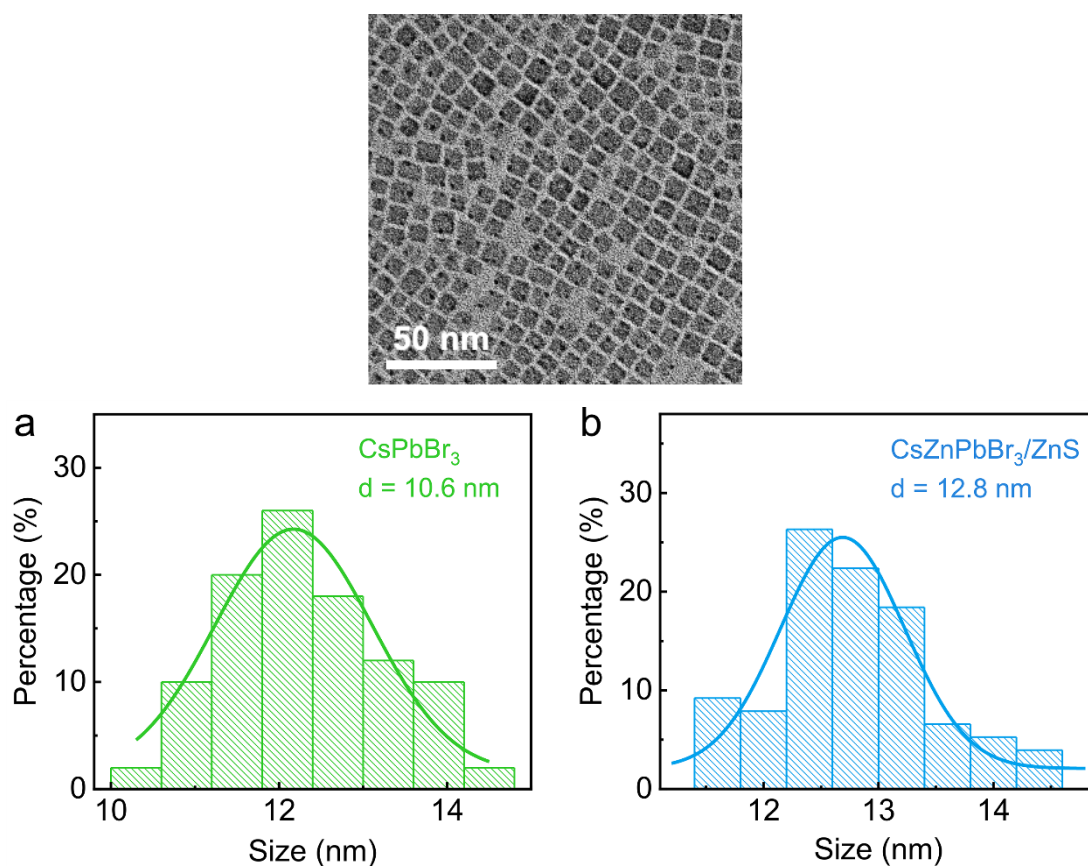 50 nm
a
CsPbBr₃
d = 10.6 nm
30
20
10
0
Percentage (%)
10
12
14
Size (nm)
b
CsZnPbBr₃/ZnS
d = 12.8 nm
30
20
10
0
Percentage (%)
12
13
14
Size (nm)